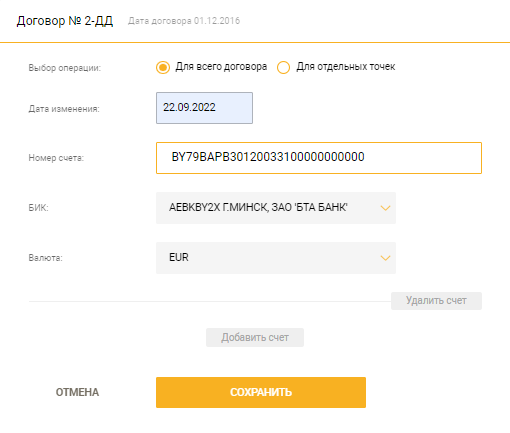 Договор № 2-ДД Дата договора 01.12.2016
Выбор операции: Для всего договора Для отдельных точек
Дата изменения: 22.09.2022
Номер счета: BY79BAPB30120033100000000000
БИК: AEBKBY2X Г.МИНСК, ЗАО 'БТА БАНК'
Валюта: EUR
Удалить счет
Добавить счет
ОТМЕНА СОХРАНИТЬ